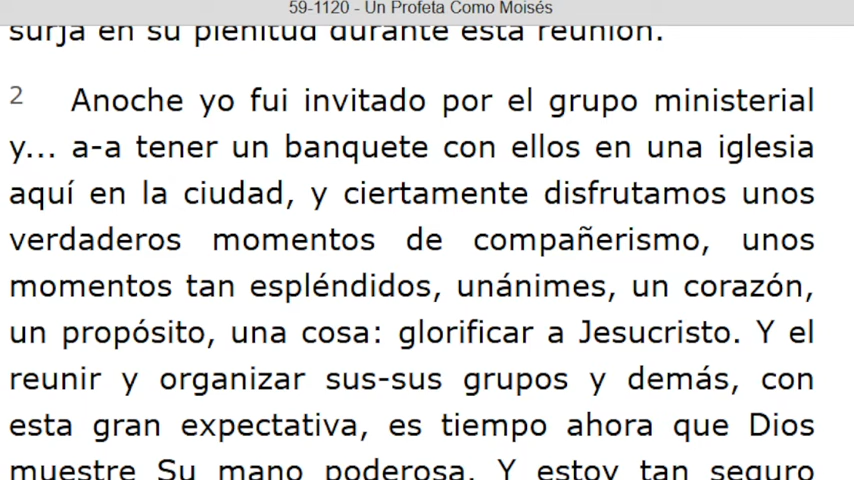 59-1120 - Un Profeta Como Moisés
surja en su plenitud durante esta reunión.
2 Anoche yo fui invitado por el grupo ministerial
y... a-a tener un banquete con ellos en una iglesia
aquí en la ciudad, y ciertamente disfrutamos unos
verdaderos momentos de compañerismo, unos
momentos tan espléndidos, unánimes, un corazón,
un propósito, una cosa: glorificar a Jesucristo. Y el
reunir y organizar sus-sus grupos y demás, con
esta gran expectativa, es tiempo ahora que Dios
muestre Su mano poderosa. Y estoy tan seguro